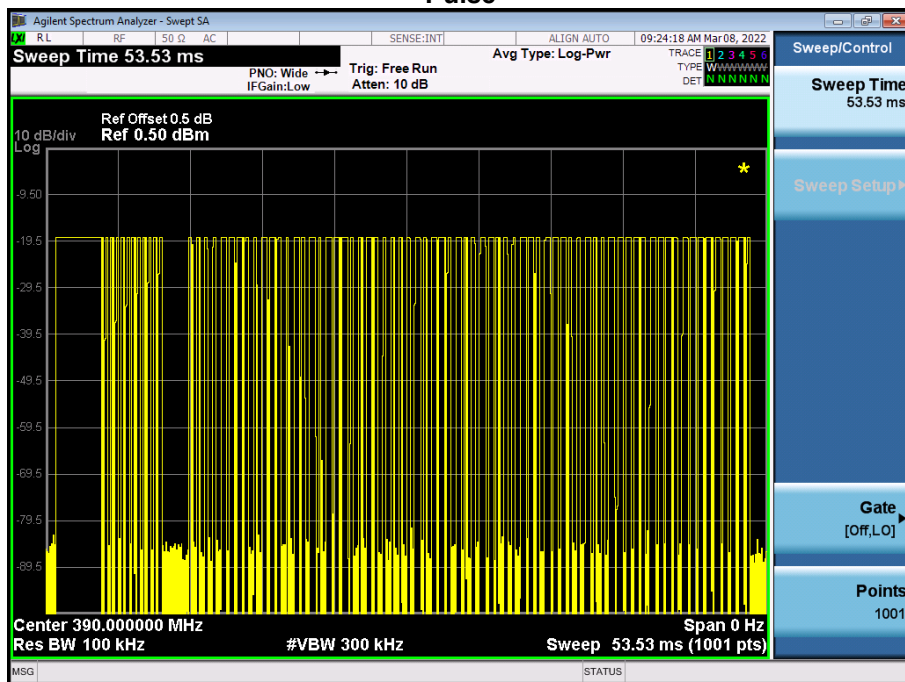 Agilent Spectrum Analyzer - Swept SA
LXI RL RF 50 Ω AC SENSE:INT ALIGN AUTO 09:24:18 AM Mar 08, 2022
Sweep Time 53.53 ms
PNO: Wide
IFGain:Low
Trig: Free Run
Atten: 10 dB
Avg Type: Log-Pwr
TRACE 1 2 3 4 5 6
TYPE WWWWWW
DET N N N N N N
Sweep/Control
Sweep Time
53.53 ms
Sweep Setup
Gate
[Off,LO]
Points
1001
10 dB/div
Log
Ref Offset 0.5 dB
Ref 0.50 dBm
*
-9.50
-19.5
-29.5
-39.5
-49.5
-59.5
-69.5
-79.5
-89.5
Center 390.000000 MHz
Span 0 Hz
Res BW 100 kHz
#VBW 300 kHz
Sweep 53.53 ms (1001 pts)
MSG
STATUS